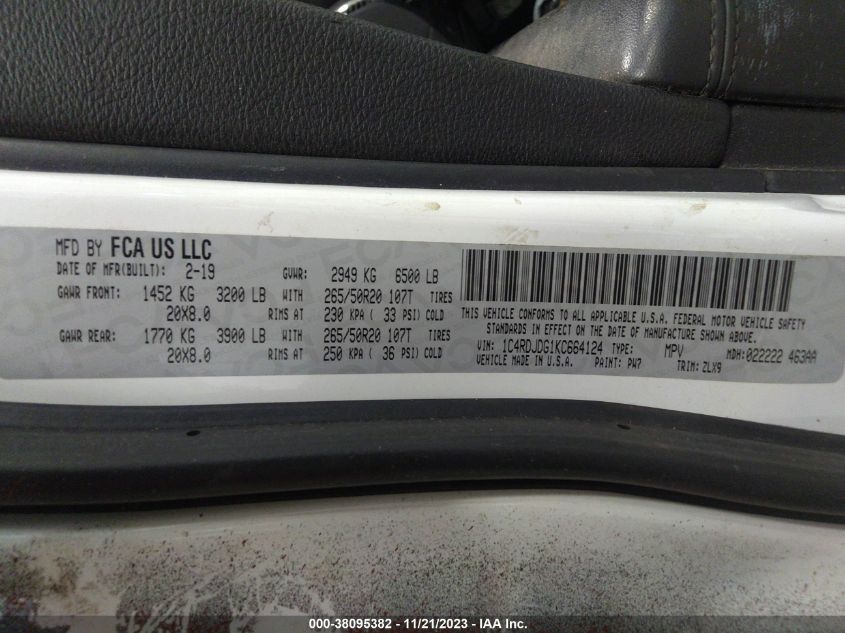 MFD BY FCA US LLC
DATE OF MFR(BUILT): 2-19 GVWR: 2949 KG 6500 LB
GAWR FRONT: 1452 KG 3200 LB WITH 265/50R20 107T TIRES
20X8.0 RIMS AT 230 KPA ( 33 PSI) COLD
GAWR REAR: 1770 KG 3900 LB WITH 265/50R20 107T TIRES
20X8.0 RIMS AT 250 KPA ( 36 PSI) COLD
THIS VEHICLE CONFORMS TO ALL APPLICABLE U.S.A. FEDERAL MOTOR VEHICLE SAFETY
STANDARDS IN EFFECT ON THE DATE OF MANUFACTURE SHOWN ABOVE.
VIN: 1C4RDJDG1KC664124 TYPE: MPV MDH: 022222 463AA
VEHICLE MADE IN U.S.A. PAINT: PW7 TRIM: ZLX9
000-38095382 - 11/21/2023 - IAA Inc.